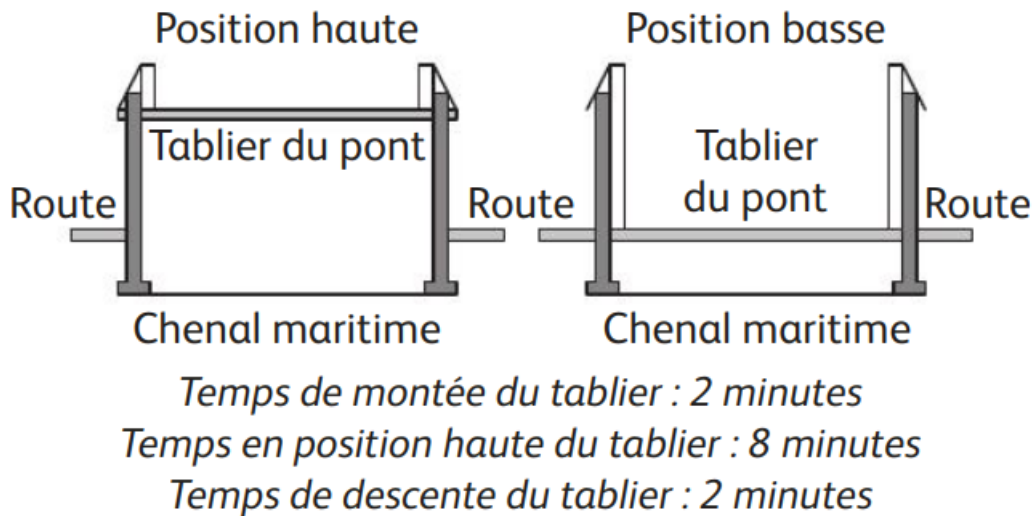 Position haute
Position basse
Tablier du pont
Tablier
du pont
Route
Route
Route
Chenal maritime
Chenal maritime
Temps de montée du tablier : 2 minutes
Temps en position haute du tablier : 8 minutes
Temps de descente du tablier : 2 minutes